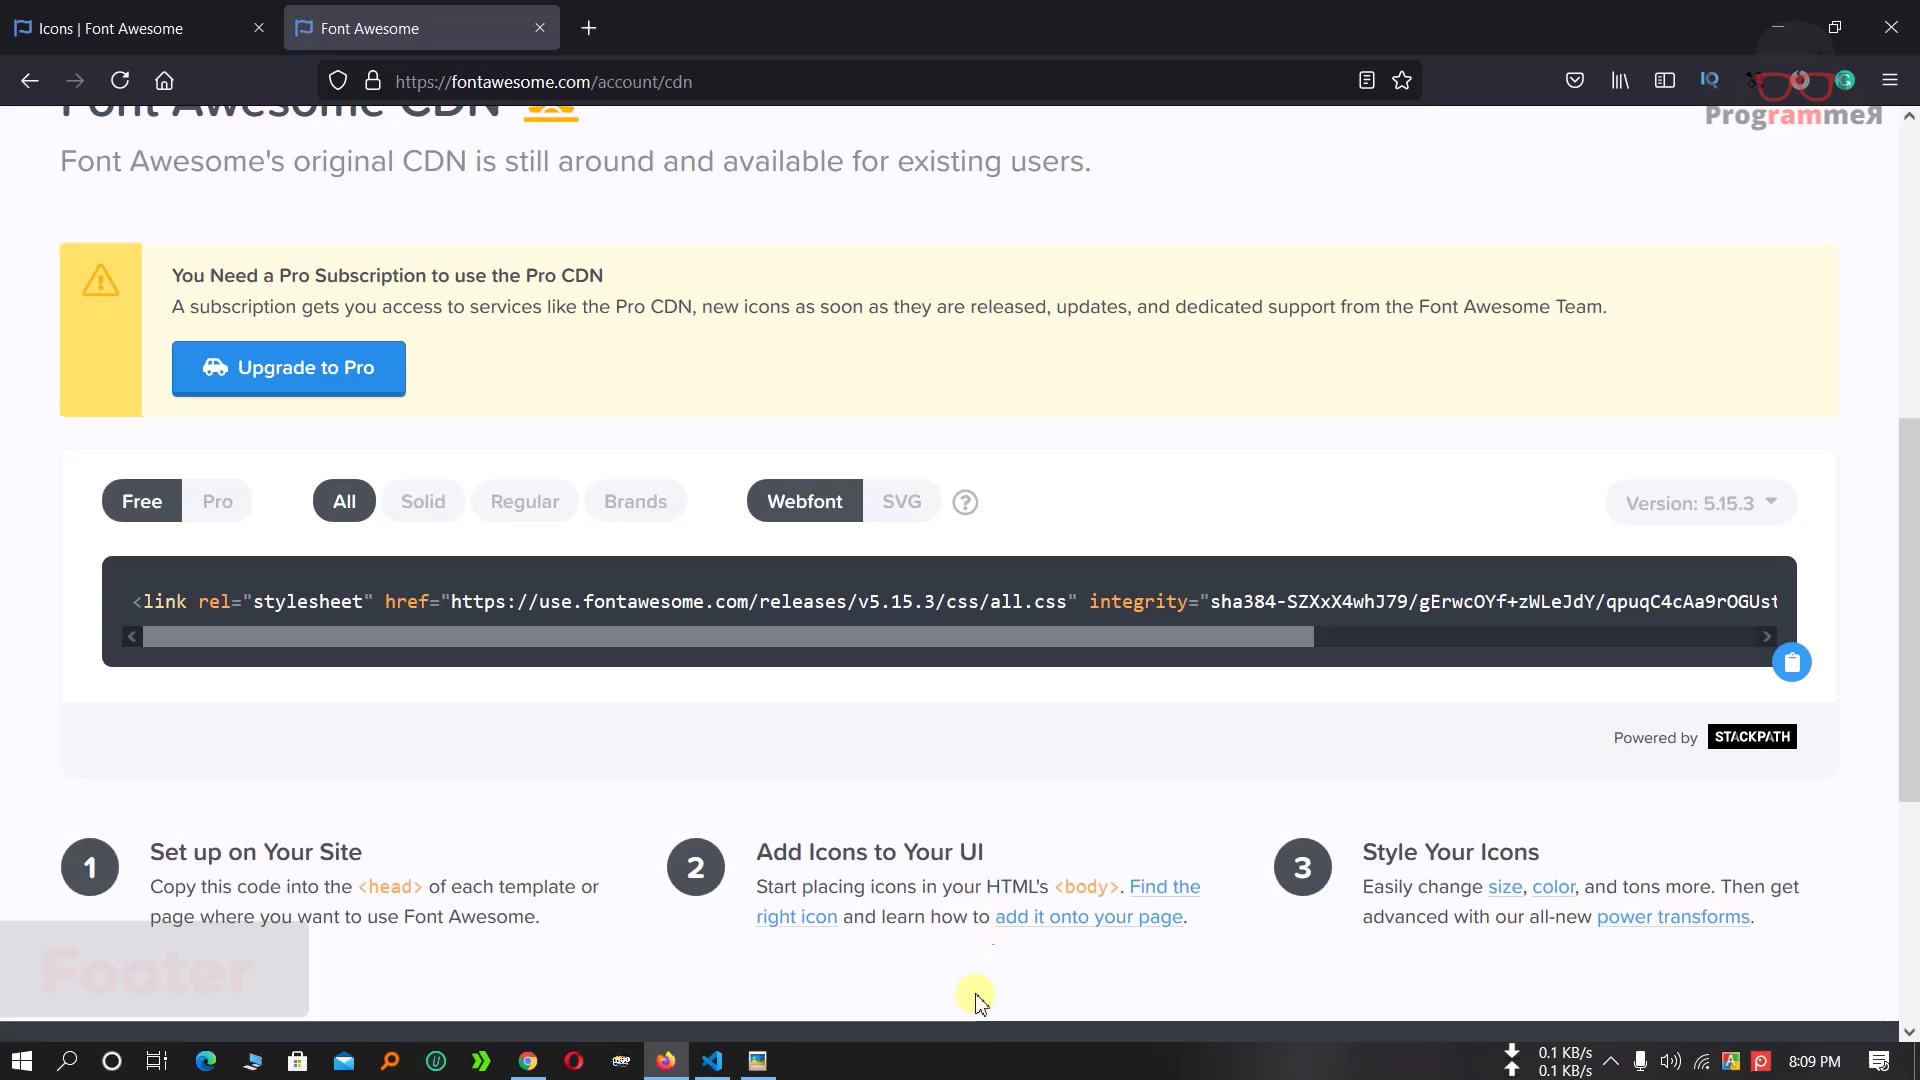 Icons | Font Awesome
Font Awesome
https://fontawesome.com/account/cdn
IQ
ProgrammeЯ
Font Awesome CDN
Font Awesome's original CDN is still around and available for existing users.
You Need a Pro Subscription to use the Pro CDN
A subscription gets you access to services like the Pro CDN, new icons as soon as they are released, updates, and dedicated support from the Font Awesome Team.
Upgrade to Pro
Free Pro All Solid Regular Brands Webfont SVG ? Version: 5.15.3
<link rel="stylesheet" href="https://use.fontawesome.com/releases/v5.15.3/css/all.css" integrity="sha384-SZXxX4whJ79/gErwcOYf+zWLeJdY/qpuqC4cAa9rOGUst
Powered by STACKPATH
1 Set up on Your Site
Copy this code into the <head> of each template or
page where you want to use Font Awesome.
2 Add Icons to Your UI
Start placing icons in your HTML's <body>. Find the
right icon and learn how to add it onto your page.
3 Style Your Icons
Easily change size, color, and tons more. Then get
advanced with our all-new power transforms.
Footer
0.1 KB/s
0.1 KB/s
8:09 PM